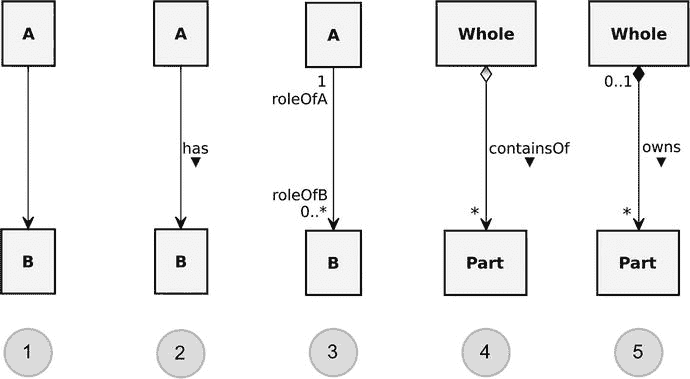 A A A Whole Whole
1 0..1
roleOfA
has containsOf owns
▼ ▼ ▼
roleOfB
0..* * *
B B B Part Part
1 2 3 4 5